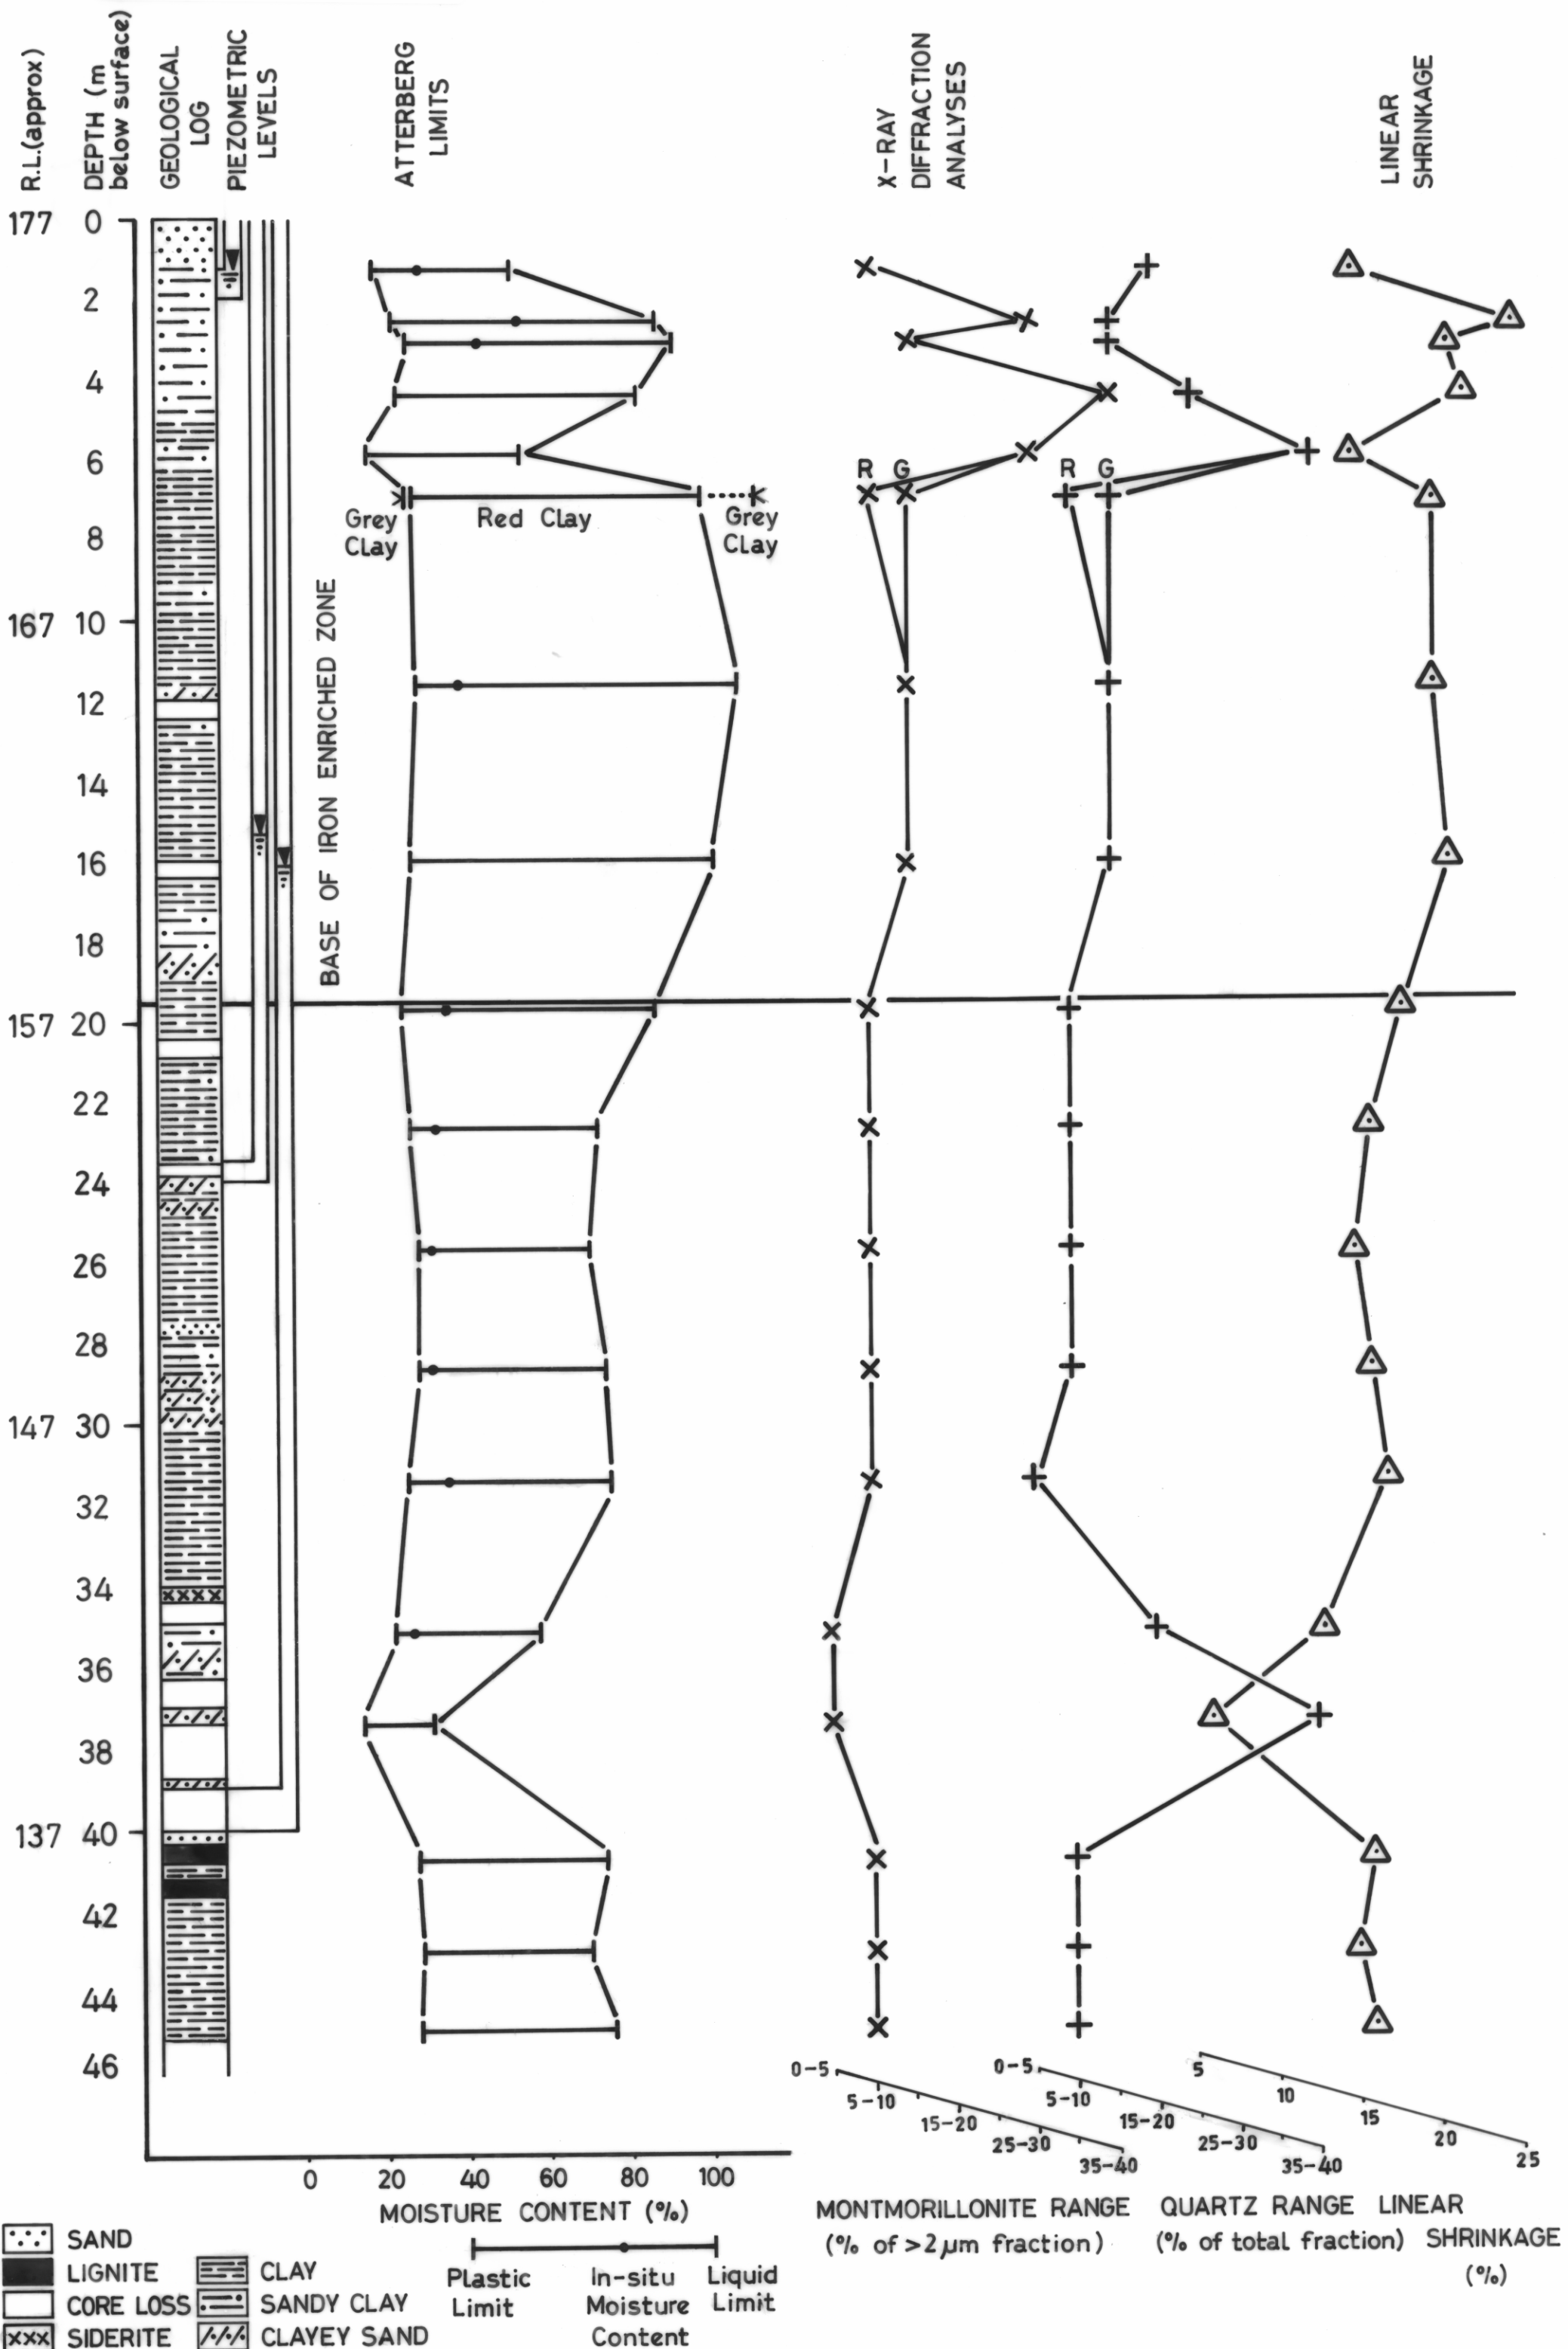 R.L.(approx)
DEPTH (m
below surface)
GEOLOGICAL
LOG
PIEZOMETRIC
LEVELS
ATTERBERG
LIMITS
X-RAY
DIFFRACTION
ANALYSES
LINEAR
SHRINKAGE
177 0
2
4
6
R G R G
Grey
Clay
Red Clay
Grey
Clay
8
167 10
12
14
16
18
BASE OF IRON ENRICHED ZONE
157 20
22
24
26
28
147 30
32
34
36
38
137 40
42
44
46
0-5
5-10
15-20
25-30
35-40
0-5
5-10
15-20
25-30
35-40
5
10
15
20
25
0 20 40 60 80 100
MOISTURE CONTENT (%)
MONTMORILLONITE RANGE
(% of >2µm fraction)
QUARTZ RANGE
(% of total fraction)
LINEAR
SHRINKAGE
(%)
SAND
LIGNITE
CORE LOSS
xxx SIDERITE
CLAY
SANDY CLAY
CLAYEY SAND
Plastic
Limit
In-situ
Moisture
Content
Liquid
Limit